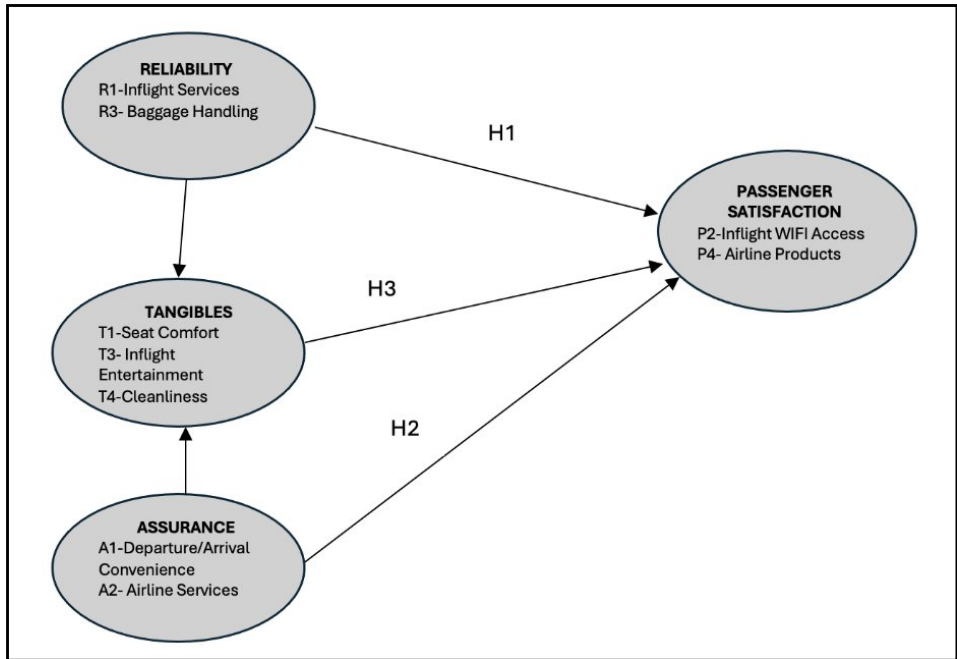 RELIABILITY
R1-Inflight Services
R3- Baggage Handling
H1
PASSENGER
SATISFACTION
P2-Inflight WIFI Access
P4- Airline Products
H3
TANGIBLES
T1-Seat Comfort
T3- Inflight
Entertainment
T4-Cleanliness
H2
ASSURANCE
A1-Departure/Arrival
Convenience
A2- Airline Services